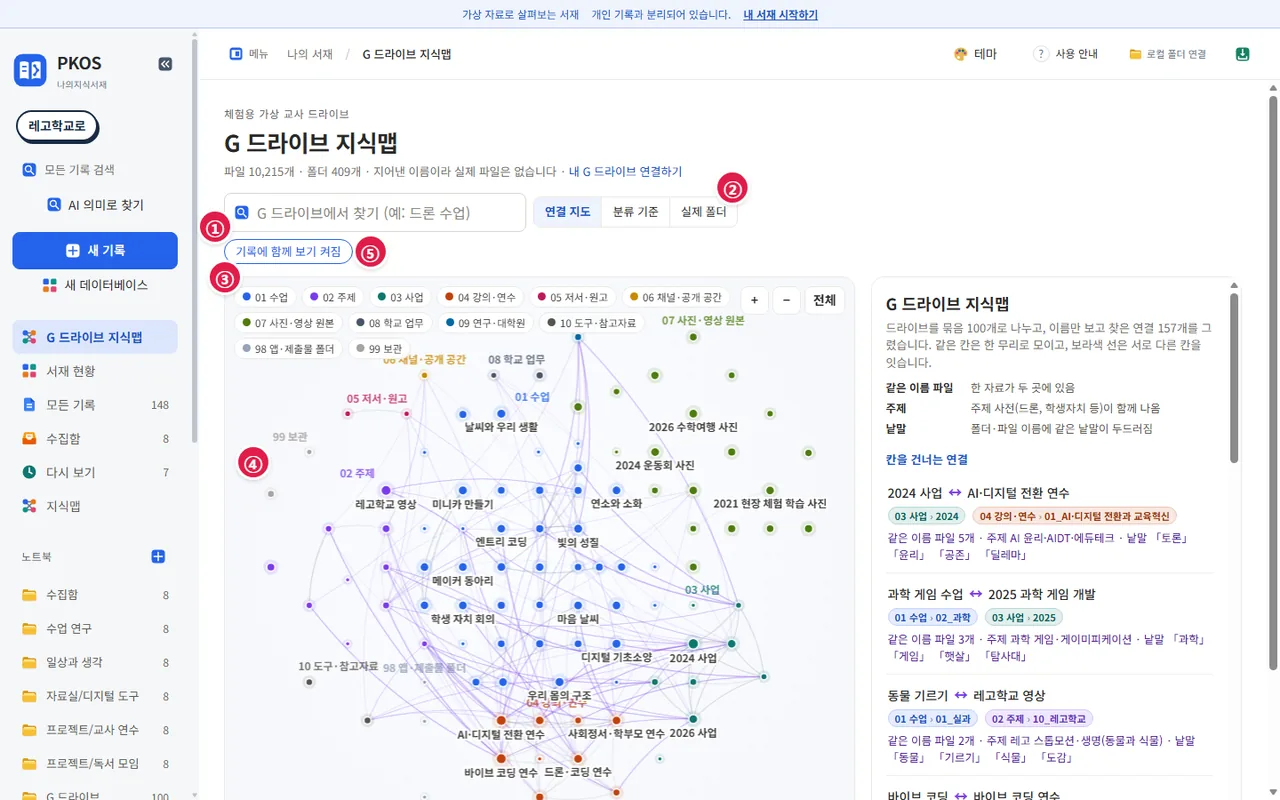 가상 자료로 살펴보는 서재 개인 기록과 분리되어 있습니다. 내 서재 시작하기
PKOS
나의지식서재
레고학교로
모든 기록 검색
AI 의미로 찾기
새 기록
새 데이터베이스
G 드라이브 지식맵
서재 현황
모든 기록 148
수집함 8
다시 보기 7
지식맵
노트북
수집함 8
수업 연구 8
일상과 생각 8
자료실/디지털 도구 8
프로젝트/교사 연수 8
프로젝트/독서 모임 8
G 드라이브 100
메뉴 나의 서재 / G 드라이브 지식맵
테마 ? 사용 안내 로컬 폴더 연결
체험용 가상 교사 드라이브
G 드라이브 지식맵
파일 10,215개 · 폴더 409개 · 지어낸 이름이라 실제 파일은 없습니다 · 내 G 드라이브 연결하기
①
G 드라이브에서 찾기 (예: 드론 수업)
연결 지도 분류 기준 실제 폴더
②
기록에 함께 보기 켜짐
⑤
③
01 수업 02 주제 03 사업 04 강의·연수 05 저서·원고 06 채널·공개 공간
+ − 전체
07 사진·영상 원본 08 학교 업무 09 연구·대학원 10 도구·참고자료
98 앱·제출물 폴더 99 보관
07 사진·영상 원본
06 채널·공개 공간 08 학교 업무
05 저서·원고 01 수업
날씨와 우리 생활 2026 수학여행 사진
99 보관
④
02 주제 2024 운동회 사진
레고학교 영상 미니카 만들기 연소와 소화 2021 현장 체험 학습 사진
엔트리 코딩 빛의 성질
메이커 동아리 03 사업
학생 자치 회의 마음 날씨
디지털 기초소양 2024 사업
10 도구·참고자료 98 앱·제출물 폴더
우리 몸의 구조
04 강의·연수
AI·디지털 전환 연수 사회정서·학부모 연수 2026 사업
바이브 코딩 연수 드론·코딩 연수
G 드라이브 지식맵
드라이브를 묶음 100개로 나누고, 이름만 보고 찾은 연결 157개를 그
렸습니다. 같은 칸은 한 무리로 모이고, 보라색 선은 서로 다른 칸을
잇습니다.
같은 이름 파일 한 자료가 두 곳에 있음
주제 주제 사전(드론, 학생자치 등)이 함께 나옴
낱말 폴더·파일 이름에 같은 낱말이 두드러짐
칸을 건너는 연결
2024 사업 ↔ AI·디지털 전환 연수
03 사업 › 2024 04 강의·연수 › 01_AI·디지털 전환과 교육혁신
같은 이름 파일 5개 · 주제 AI 윤리·AIDT·에듀테크 · 낱말 「토론」
「윤리」 「공존」 「딜레마」
과학 게임 수업 ↔ 2025 과학 게임 개발
01 수업 › 02_과학 03 사업 › 2025
같은 이름 파일 3개 · 주제 과학 게임·게이미피케이션 · 낱말 「과학」
「게임」 「햇살」 「탐사대」
동물 기르기 ↔ 레고학교 영상
01 수업 › 01_실과 02 주제 › 10_레고학교
같은 이름 파일 2개 · 주제 레고 스톱모션·생명(동물과 식물) · 낱말
「동물」 「기르기」 「식물」 「도감」
바이브 코딩 ↔ 바이브 코딩 연수